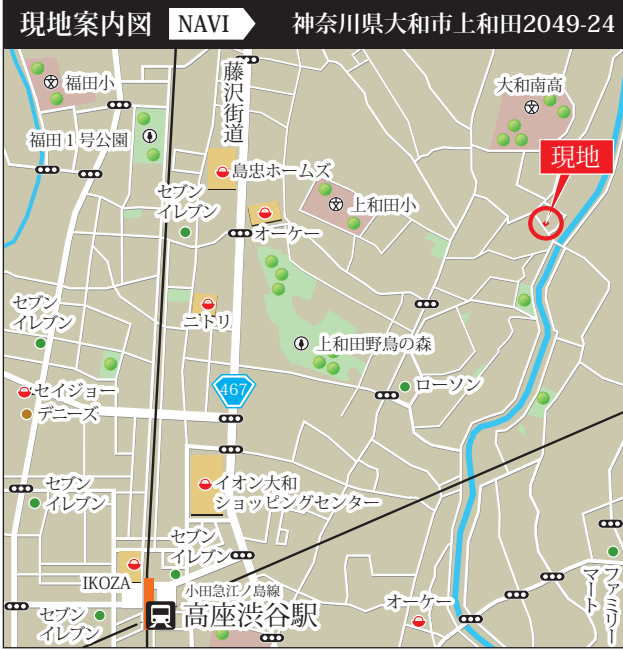 現地案内図 NAVI 神奈川県大和市上和田2049-24
福田小
藤沢街道
大和南高
福田1号公園
現地
島忠ホームズ
セブン
イレブン
上和田小
オーケー
セブン
イレブン
ニトリ
上和田野鳥の森
セイジョー
467
ローソン
デニーズ
セブン
イレブン
イオン大和
ショッピングセンター
セブン
イレブン
IKOZA
小田急江ノ島線
高座渋谷駅
セブン
イレブン
オーケー
ファミリー
マート